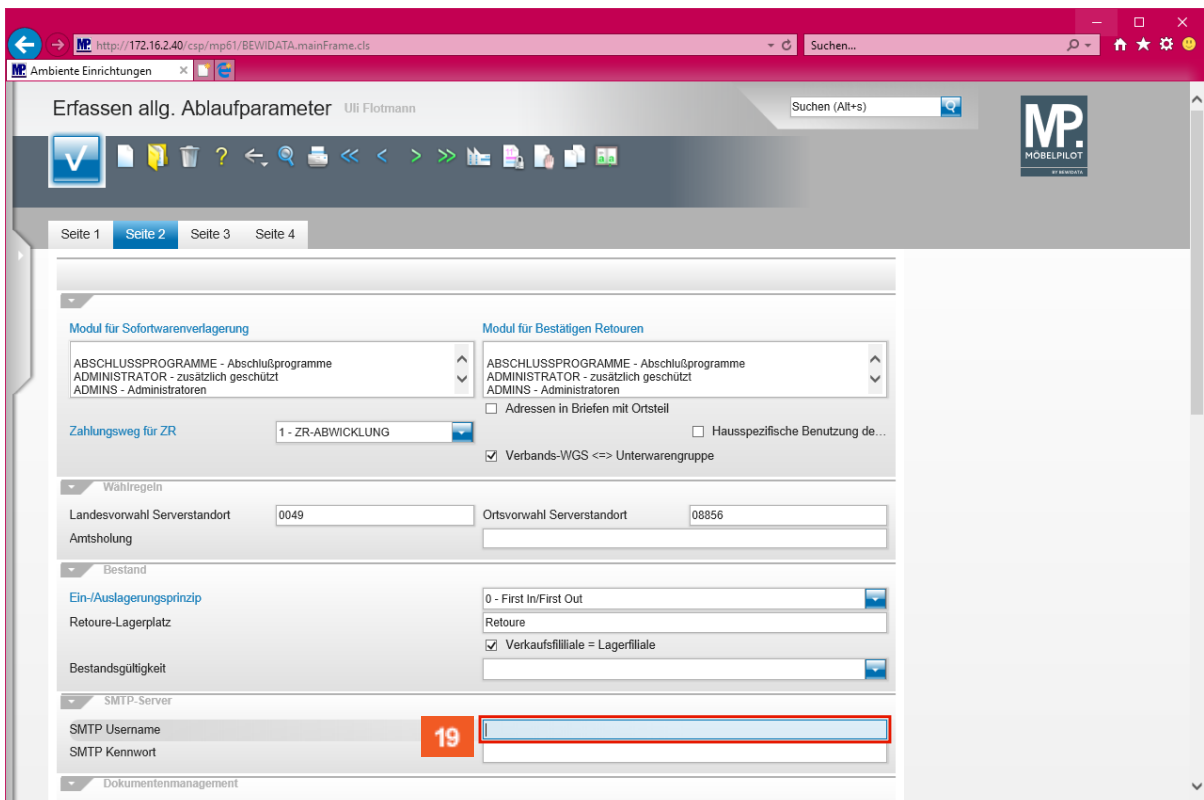 http://172.16.2.40/csp/mp61/BEWIDATA.mainFrame.cls
Suchen...
Ambiente Einrichtungen
Erfassen allg. Ablaufparameter Uli Flotmann
Suchen (Alt+s)
MP.
MÖBELPILOT
BY BEWIDATA
Seite 1 Seite 2 Seite 3 Seite 4
Modul für Sofortwarenverlagerung Modul für Bestätigen Retouren
ABSCHLUSSPROGRAMME - Abschlußprogramme ABSCHLUSSPROGRAMME - Abschlußprogramme
ADMINISTRATOR - zusätzlich geschützt ADMINISTRATOR - zusätzlich geschützt
ADMINS - Administratoren ADMINS - Administratoren
Adressen in Briefen mit Ortsteil
Zahlungsweg für ZR 1 - ZR-ABWICKLUNG Hausspezifische Benutzung de...
Verbands-WGS <=> Unterwarengruppe
Wählregeln
Landesvorwahl Serverstandort 0049 Ortsvorwahl Serverstandort 08856
Amtsholung
Bestand
Ein-/Auslagerungsprinzip 0 - First In/First Out
Retoure-Lagerplatz Retoure
Verkaufsfililiale = Lagerfiliale
Bestandsgültigkeit
SMTP-Server
SMTP Username 19
SMTP Kennwort
Dokumentenmanagement